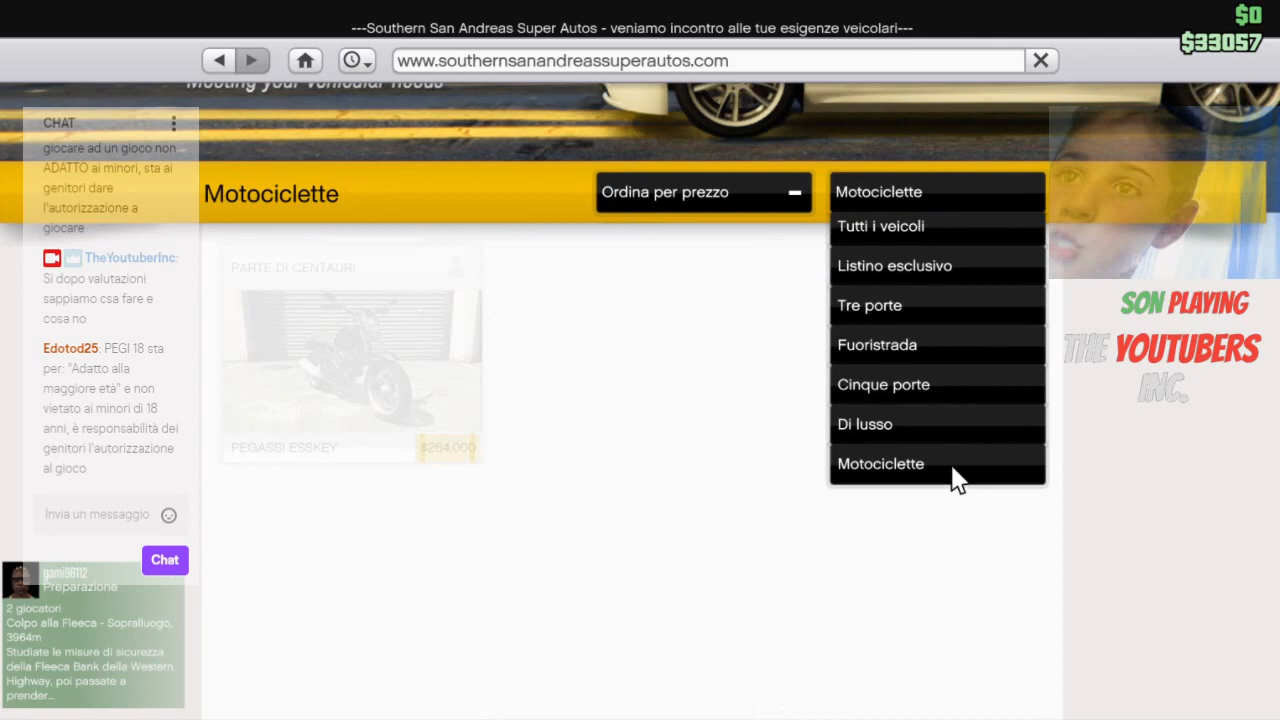 ---Southern San Andreas Super Autos - veniamo incontro alle tue esigenze veicolari---
$0
$33057
www.southernsanandreassuperautos.com
Meeting your vehicular needs
CHAT
giocare ad un gioco non
ADATTO ai minori, sta ai
genitori dare
l'autorizzazione a
giocare
TheYoutuberInc:
Si dopo valutazioni
sappiamo csa fare e
cosa no
Edotod25: PEGI 18 sta
per: "Adatto alla
maggiore età" e non
vietato ai minori di 18
anni, è responsabilità dei
genitori l'autorizzazione
al gioco
Invia un messaggio
Chat
gami96112
Preparazione
2 giocatori
Colpo alla Fleeca - Sopralluogo,
3964m
Studiate le misure di sicurezza
della Fleeca Bank della Western
Highway, poi passate a
prender...
Motociclette
Ordina per prezzo
Motociclette
Tutti i veicoli
Listino esclusivo
Tre porte
Fuoristrada
Cinque porte
Di lusso
Motociclette
PARTE DI CENTAURI
PEGASSI ESSKEY
$264,000
SON PLAYING
THE YOUTUBERS
INC.